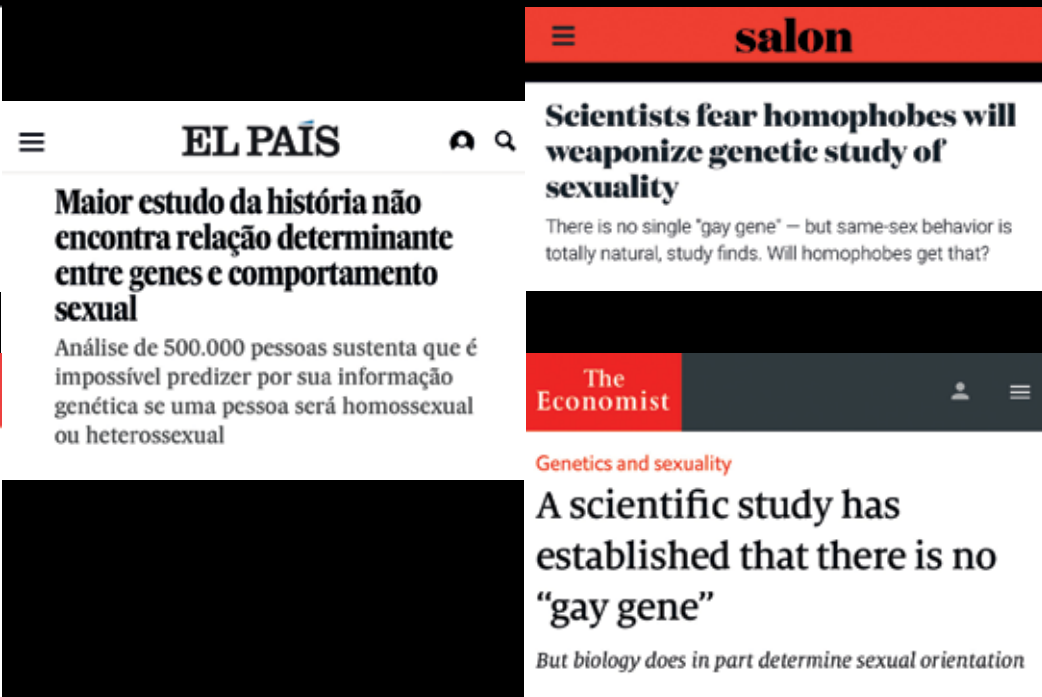 EL PAÍS
Maior estudo da história não
encontra relação determinante
entre genes e comportamento
sexual
Análise de 500.000 pessoas sustenta que é
impossível predizer por sua informação
genética se uma pessoa será homossexual
ou heterossexual
salon
Scientists fear homophobes will
weaponize genetic study of
sexuality
There is no single "gay gene" — but same-sex behavior is
totally natural, study finds. Will homophobes get that?
The
Economist
Genetics and sexuality
A scientific study has
established that there is no
“gay gene”
But biology does in part determine sexual orientation